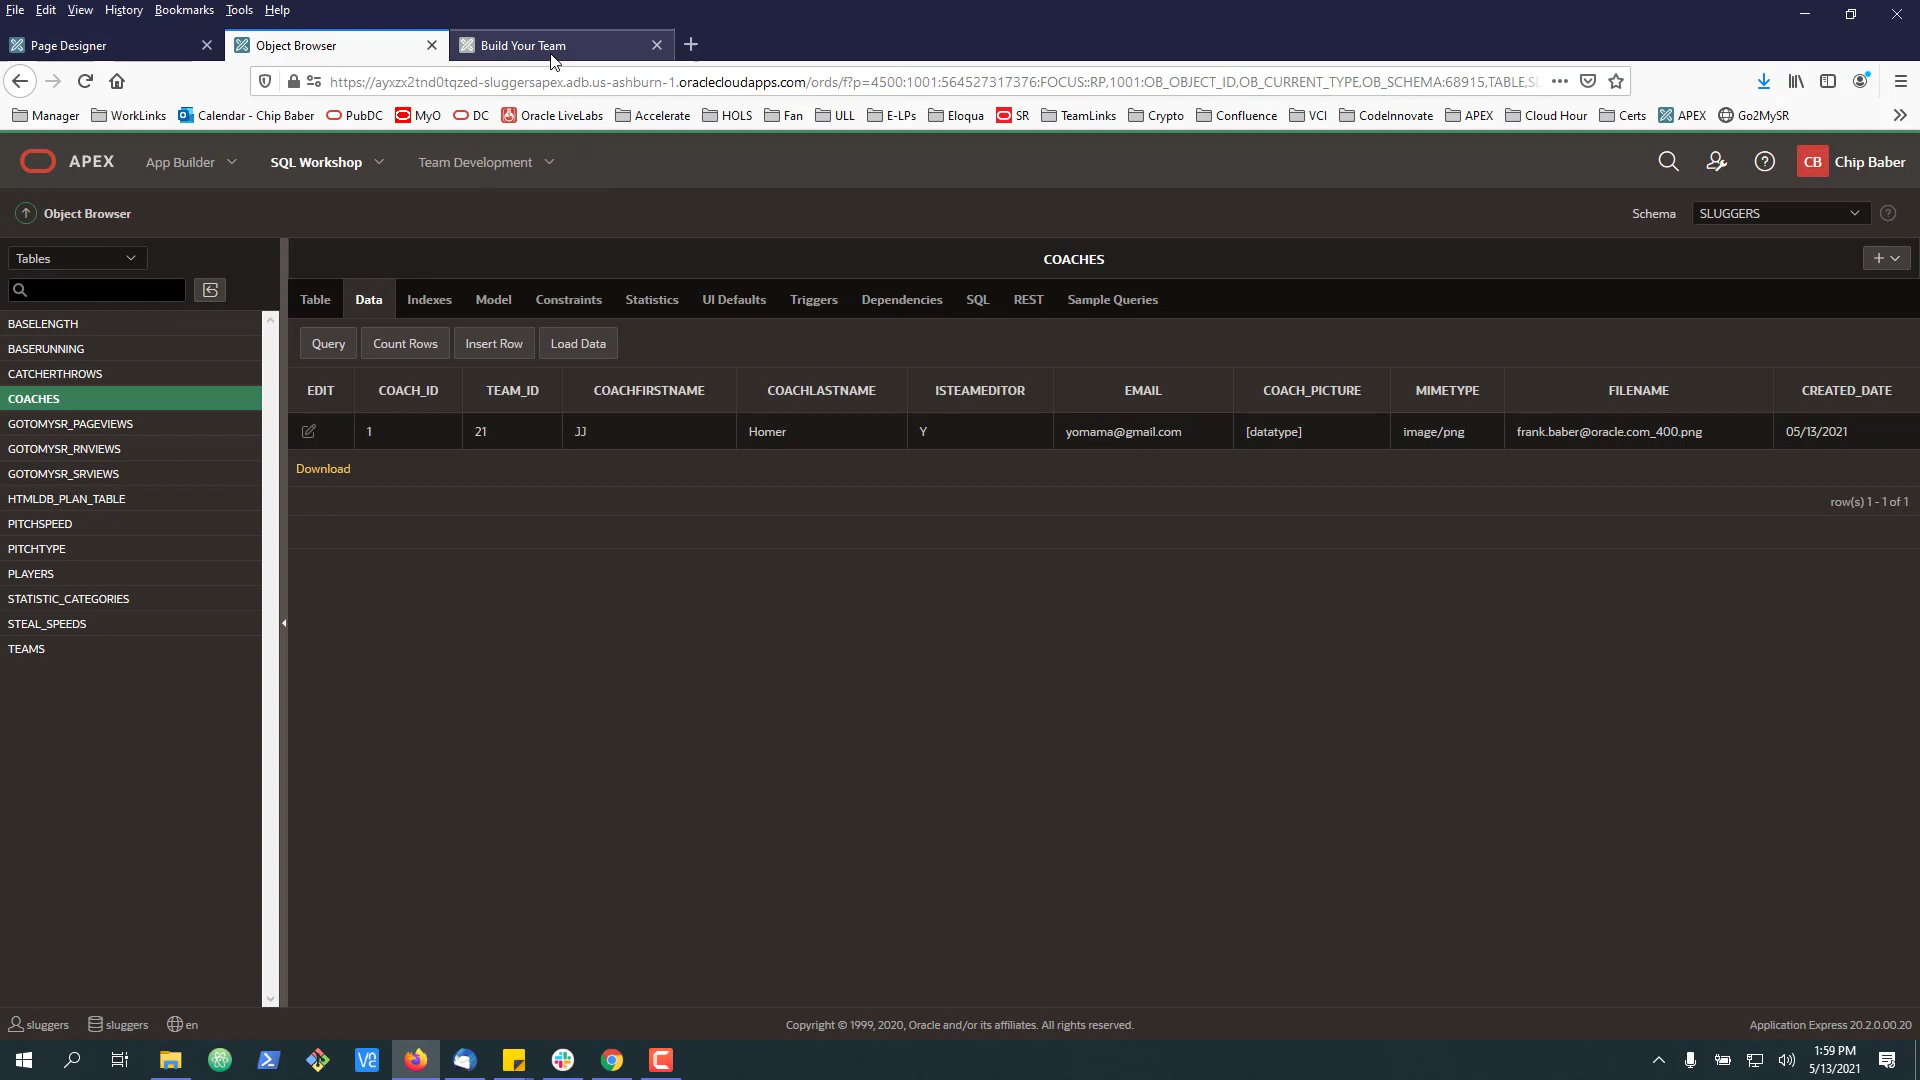 File Edit View History Bookmarks Tools Help
Page Designer
Object Browser
Build Your Team
https://ayxzx2tnd0tqzed-sluggersapex.adb.us-ashburn-1.oraclecloudapps.com/ords/f?p=4500:1001:564527317376:FOCUS::RP,1001:OB_OBJECT_ID,OB_CURRENT_TYPE,OB_SCHEMA:68915,TABLE,SL
Manager WorkLinks Calendar - Chip Baber PubDC MyO DC Oracle LiveLabs Accelerate HOLS Fan ULL E-LPs Eloqua SR TeamLinks Crypto Confluence VCI CodeInnovate APEX Cloud Hour Certs APEX Go2MySR
APEX App Builder SQL Workshop Team Development CB Chip Baber
Object Browser Schema SLUGGERS
Tables COACHES
Table Data Indexes Model Constraints Statistics UI Defaults Triggers Dependencies SQL REST Sample Queries
BASELENGTH
BASERUNNING
CATCHERTHROWS
COACHES
GOTOMYSR_PAGEVIEWS
GOTOMYSR_RNVIEWS
GOTOMYSR_SRVIEWS
HTMLDB_PLAN_TABLE
PITCHSPEED
PITCHTYPE
PLAYERS
STATISTIC_CATEGORIES
STEAL_SPEEDS
TEAMS
Query Count Rows Insert Row Load Data
EDIT COACH_ID TEAM_ID COACHFIRSTNAME COACHLASTNAME ISTEAMEDITOR EMAIL COACH_PICTURE MIMETYPE FILENAME CREATED_DATE
1 21 JJ Homer Y yomama@gmail.com [datatype] image/png frank.baber@oracle.com_400.png 05/13/2021
Download
row(s) 1 - 1 of 1
sluggers sluggers en Copyright © 1999, 2020, Oracle and/or its affiliates. All rights reserved. Application Express 20.2.0.00.20
1:59 PM
5/13/2021